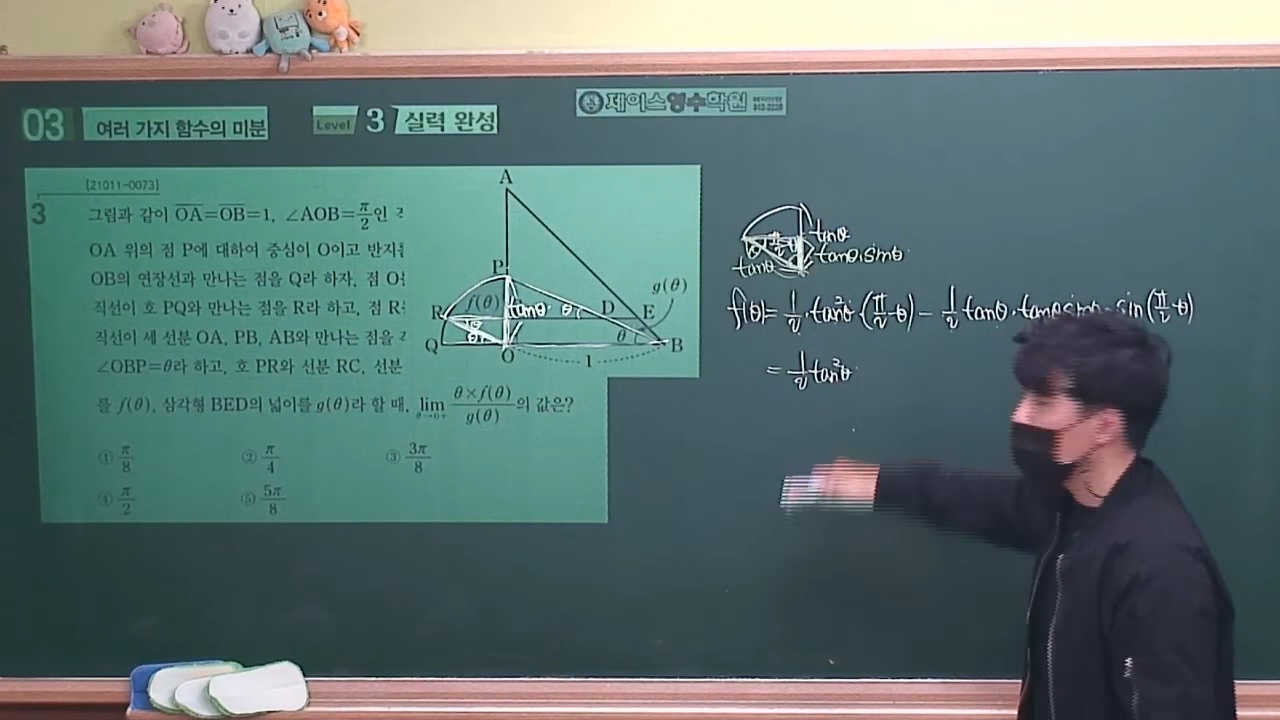 03 여러 가지 함수의 미분 Level 3 실력 완성
제이스영수학원
[21011-0073]
3 그림과 같이 OA=OB=1, ∠AOB=π/2인
OA 위의 점 P에 대하여 중심이 O이고 반지름
OB의 연장선과 만나는 점을 Q라 하자. 점 O
직선이 호 PQ와 만나는 점을 R라 하고, 점 R
직선이 세 선분 OA, PB, AB와 만나는 점을
∠OBP=θ라 하고, 호 PR와 선분 RC, 선분
를 f(θ), 삼각형 BED의 넓이를 g(θ)라 할 때, lim θ→0+ θ×f(θ)/g(θ)의 값은?
① π/8 ② π/4 ③ 3π/8
④ π/2 ⑤ 5π/8
A
P
g(θ)
R f(θ) tanθ θ D E
Q θ O θ B
1
tanθ
tanθ tanθ·sinθ
f(θ)=1/2·tan²θ·(π/2-θ) - 1/2 tanθ·tanθsinθ·sin(π/2-θ)
= 1/2 tan²θ